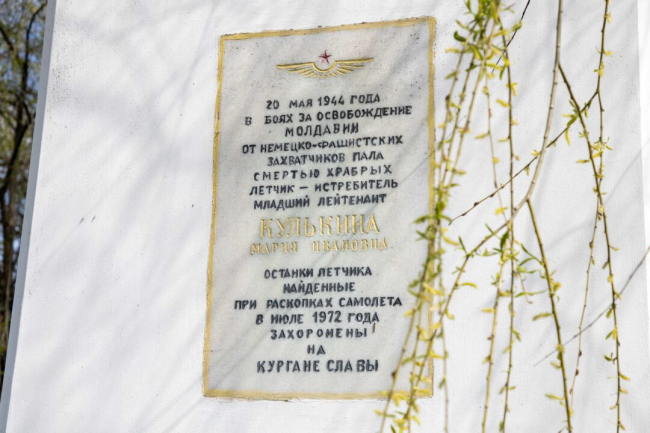 20 МАЯ 1944 ГОДА
В БОЯХ ЗА ОСВОБОЖДЕНИЕ
МОЛДАВИИ
ОТ НЕМЕЦКО-ФАШИСТСКИХ
ЗАХВАТЧИКОВ ПАЛА
СМЕРТЬЮ ХРАБРЫХ
ЛЕТЧИК – ИСТРЕБИТЕЛЬ
МЛАДШИЙ ЛЕЙТЕНАНТ
КУЛЬКИНА
МАРИЯ ИВАНОВНА
ОСТАНКИ ЛЕТЧИКА
НАЙДЕННЫЕ
ПРИ РАСКОПКАХ САМОЛЕТА
В ИЮЛЕ 1972 ГОДА
ЗАХОРОНЕНЫ
НА
КУРГАНЕ СЛАВЫ